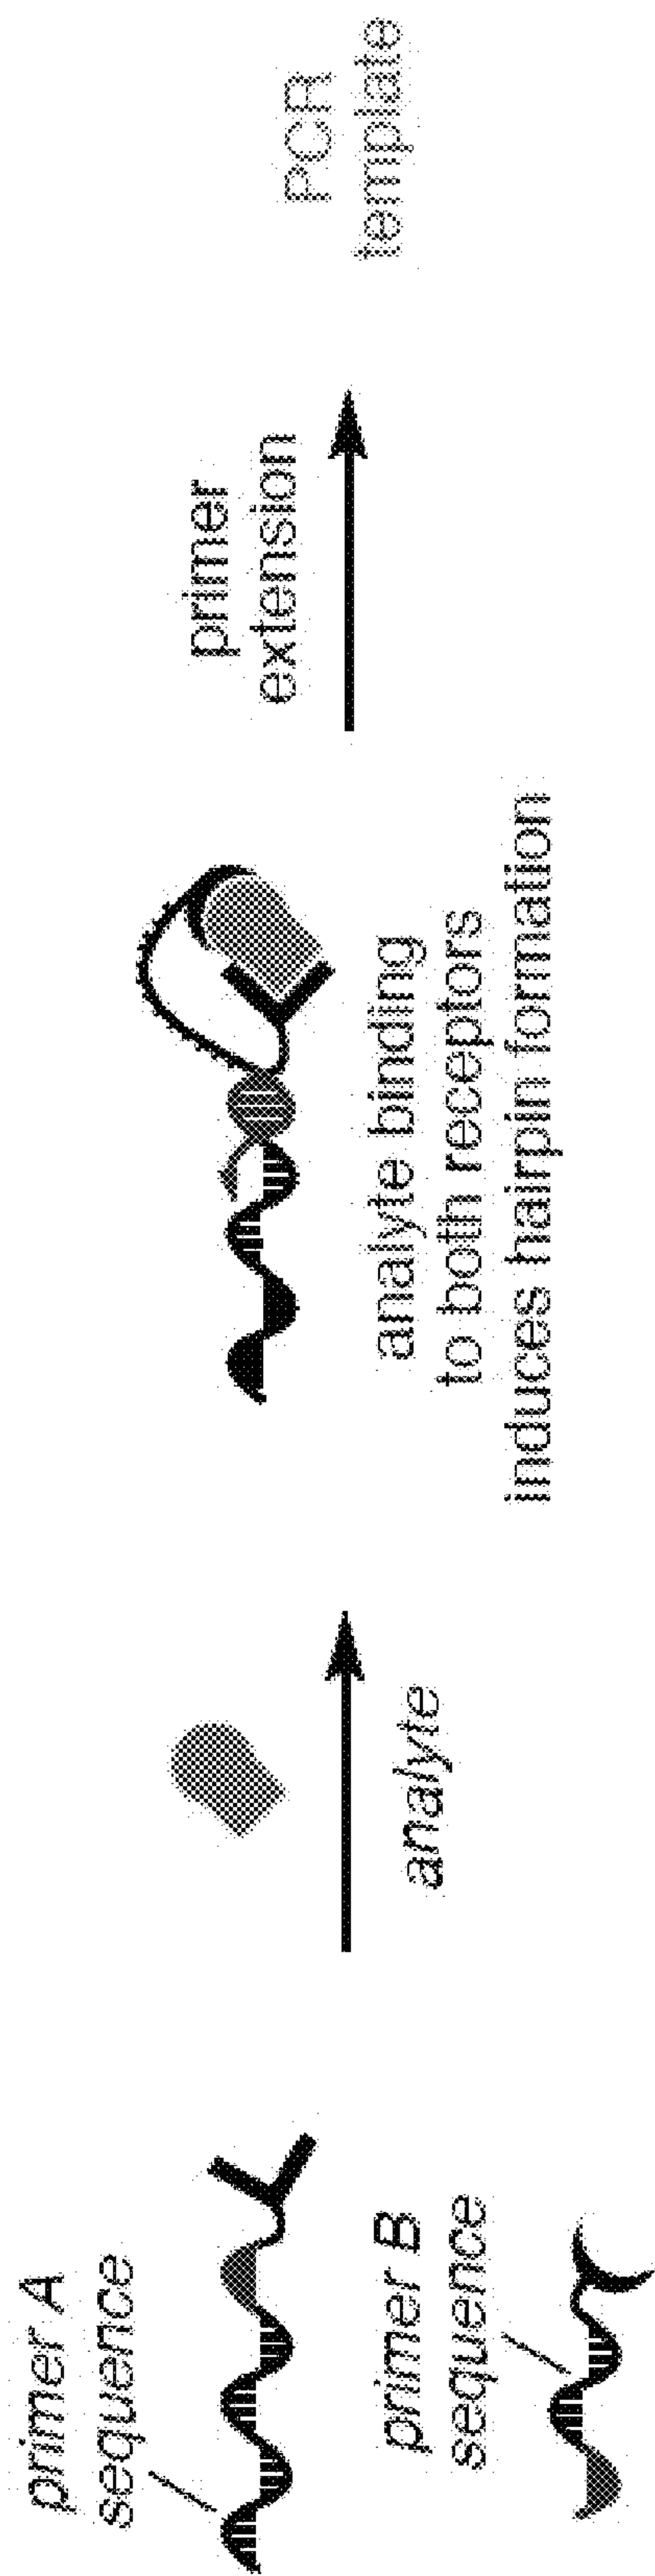 primer A
sequence
primer B
sequence
analyte
analyte binding
to both receptors
induces hairpin formation
primer
extension
PCR
template